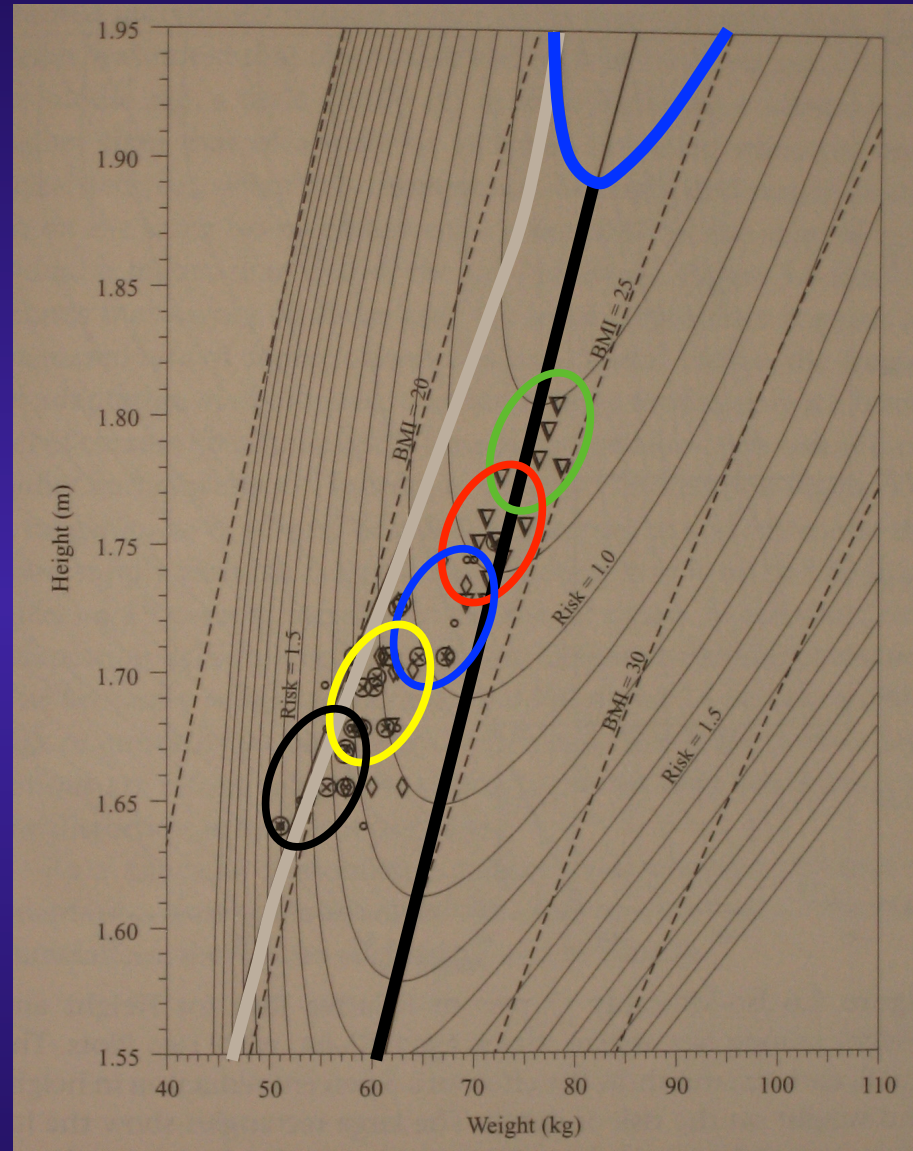 1.95
1.90
1.85
1.80
1.75
1.70
1.65
1.60
1.55
Height (m)
BMI = 25
BMI = 20
Risk = 1.0
Risk = 1.5
BMI = 30
Risk = 1.5
40 50 60 70 80 90 100 110
Weight (kg)